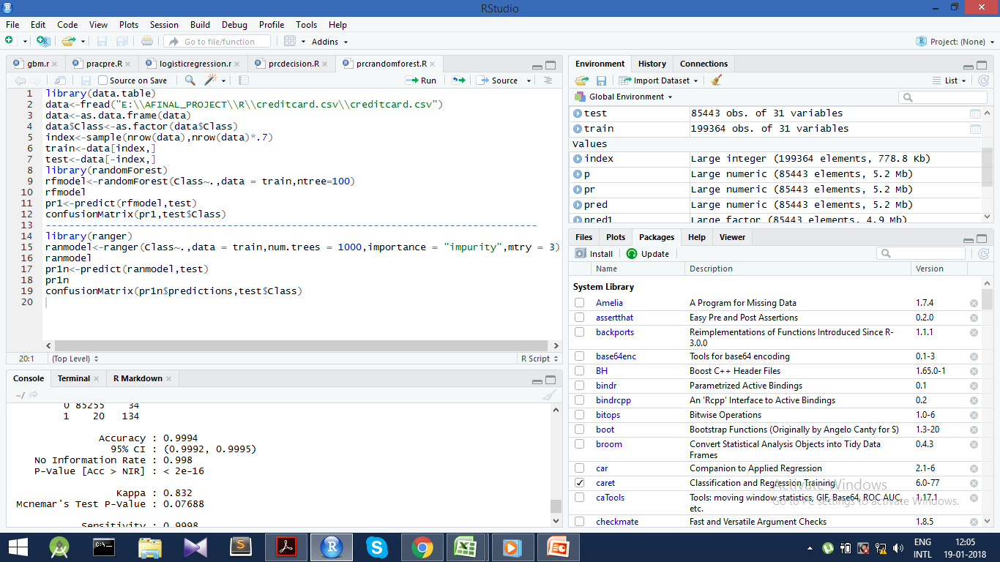 RStudio
File Edit Code View Plots Session Build Debug Profile Tools Help
Go to file/function Addins Project: (None)
gbm.r pracpre.R logisticregression.r prcdecision.R prcrandomforest.R
Source on Save Run Source
1 library(data.table)
2 data<-fread("E:\\AFINAL_PROJECT\\R\\creditcard.csv\\creditcard.csv")
3 data<-as.data.frame(data)
4 data$Class<-as.factor(data$Class)
5 index<-sample(nrow(data),nrow(data)*.7)
6 train<-data[index,]
7 test<-data[-index,]
8 library(randomForest)
9 rfmodel<-randomForest(Class~.,data = train,ntree=100)
10 rfmodel
11 pr1<-predict(rfmodel,test)
12 confusionMatrix(pr1,test$Class)
13 ---------------------------------------------------------------------------
14 library(ranger)
15 ranmodel<-ranger(Class~.,data = train,num.trees = 1000,importance = "impurity",mtry = 3)
16 ranmodel
17 pr1n<-predict(ranmodel,test)
18 pr1n
19 confusionMatrix(pr1n$predictions,test$Class)
20
20:1 (Top Level) R Script
Console Terminal R Markdown
~/
0 85255 34
1 20 134
Accuracy : 0.9994
95% CI : (0.9992, 0.9995)
No Information Rate : 0.998
P-Value [Acc > NIR] : < 2e-16
Kappa : 0.832
Mcnemar's Test P-Value : 0.07688
Sensitivity : 0.9998
Environment History Connections
Import Dataset List
Global Environment
test 85443 obs. of 31 variables
train 199364 obs. of 31 variables
Values
index Large integer (199364 elements, 778.8 Kb)
p Large numeric (85443 elements, 5.2 Mb)
pr Large numeric (85443 elements, 5.2 Mb)
pred Large numeric (85443 elements, 5.2 Mb)
pred1 Large factor (85443 elements, 4.9 Mb)
Files Plots Packages Help Viewer
Install Update
Name Description Version
System Library
Amelia A Program for Missing Data 1.7.4
assertthat Easy Pre and Post Assertions 0.2.0
backports Reimplementations of Functions Introduced Since R- 1.1.1
3.0.0
base64enc Tools for base64 encoding 0.1-3
BH Boost C++ Header Files 1.65.0-1
bindr Parametrized Active Bindings 0.1
bindrcpp An 'Rcpp' Interface to Active Bindings 0.2
bitops Bitwise Operations 1.0-6
boot Bootstrap Functions (Originally by Angelo Canty for S) 1.3-20
broom Convert Statistical Analysis Objects into Tidy Data 0.4.3
Frames
car Companion to Applied Regression 2.1-6
caret Classification and Regression Training 6.0-77
caTools Tools: moving window statistics, GIF, Base64, ROC AUC, 1.17.1
etc.
checkmate Fast and Versatile Argument Checks 1.8.5
Activate Windows
Go to PC settings to activate Windows.
ENG 12:05
INTL 19-01-2018